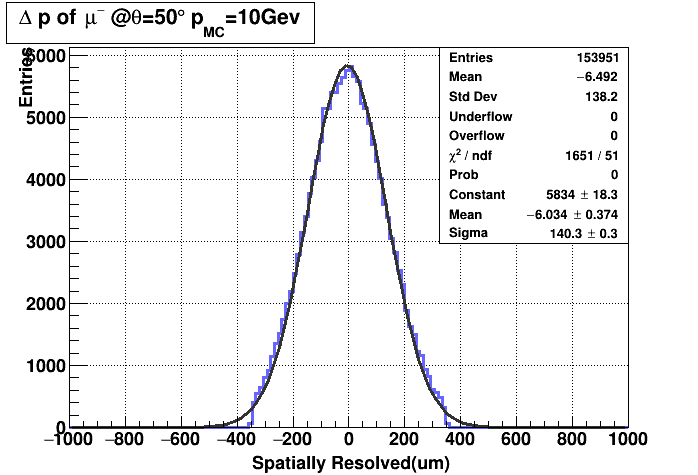 Δ p of μ⁻ @θ=50° p_MC=10Gev
Entries
6000
5000
4000
3000
2000
1000
0
−1000 −800 −600 −400 −200 0 200 400 600 800 1000
Spatially Resolved(um)
Entries 153951
Mean −6.492
Std Dev 138.2
Underflow 0
Overflow 0
χ² / ndf 1651 / 51
Prob 0
Constant 5834 ± 18.3
Mean −6.034 ± 0.374
Sigma 140.3 ± 0.3